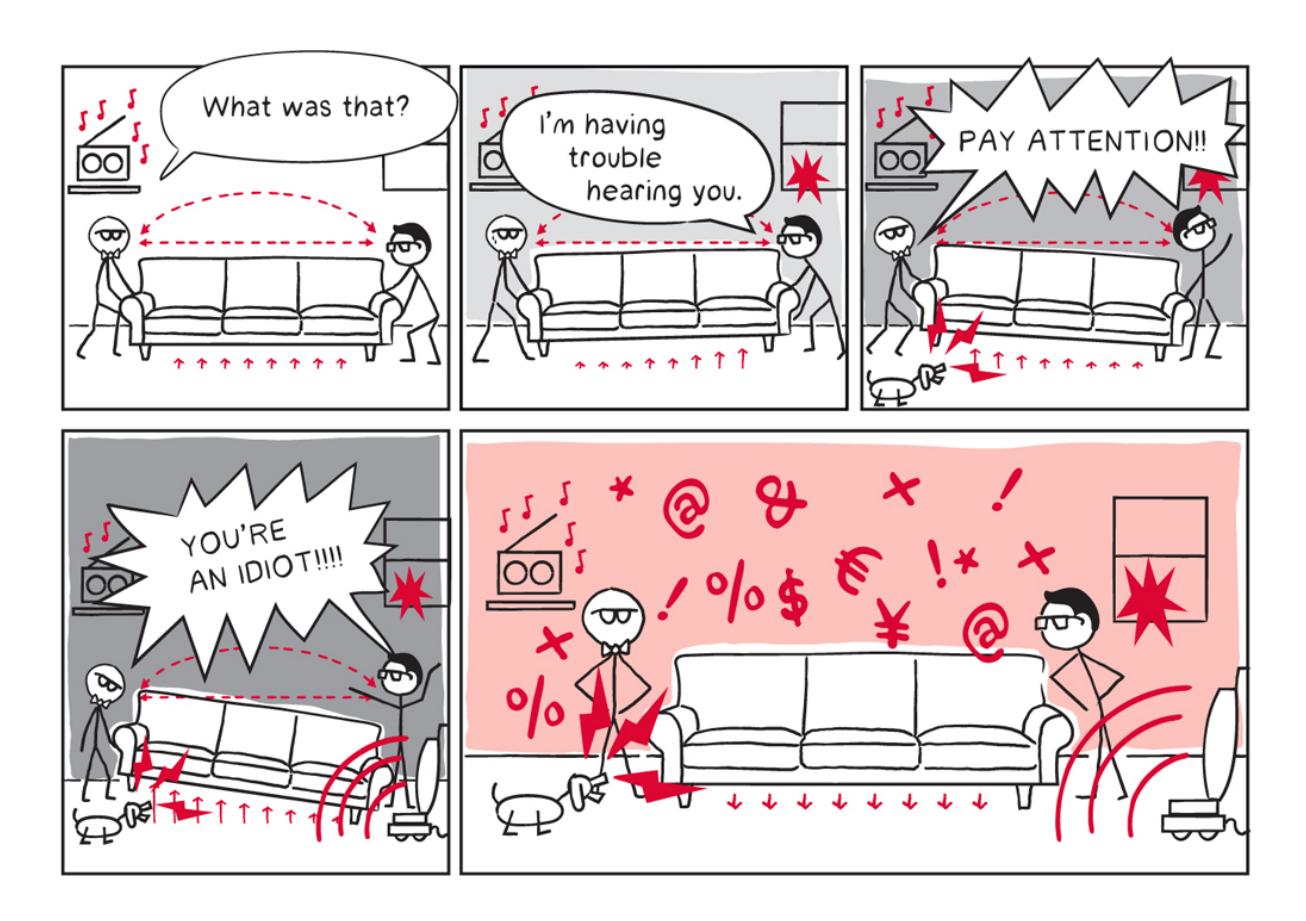 What was that?
I'm having
trouble
hearing you.
PAY ATTENTION!!
YOU'RE
AN IDIOT!!!!
* @ & × !
! % $ € ! * ×
× ¥ @
%